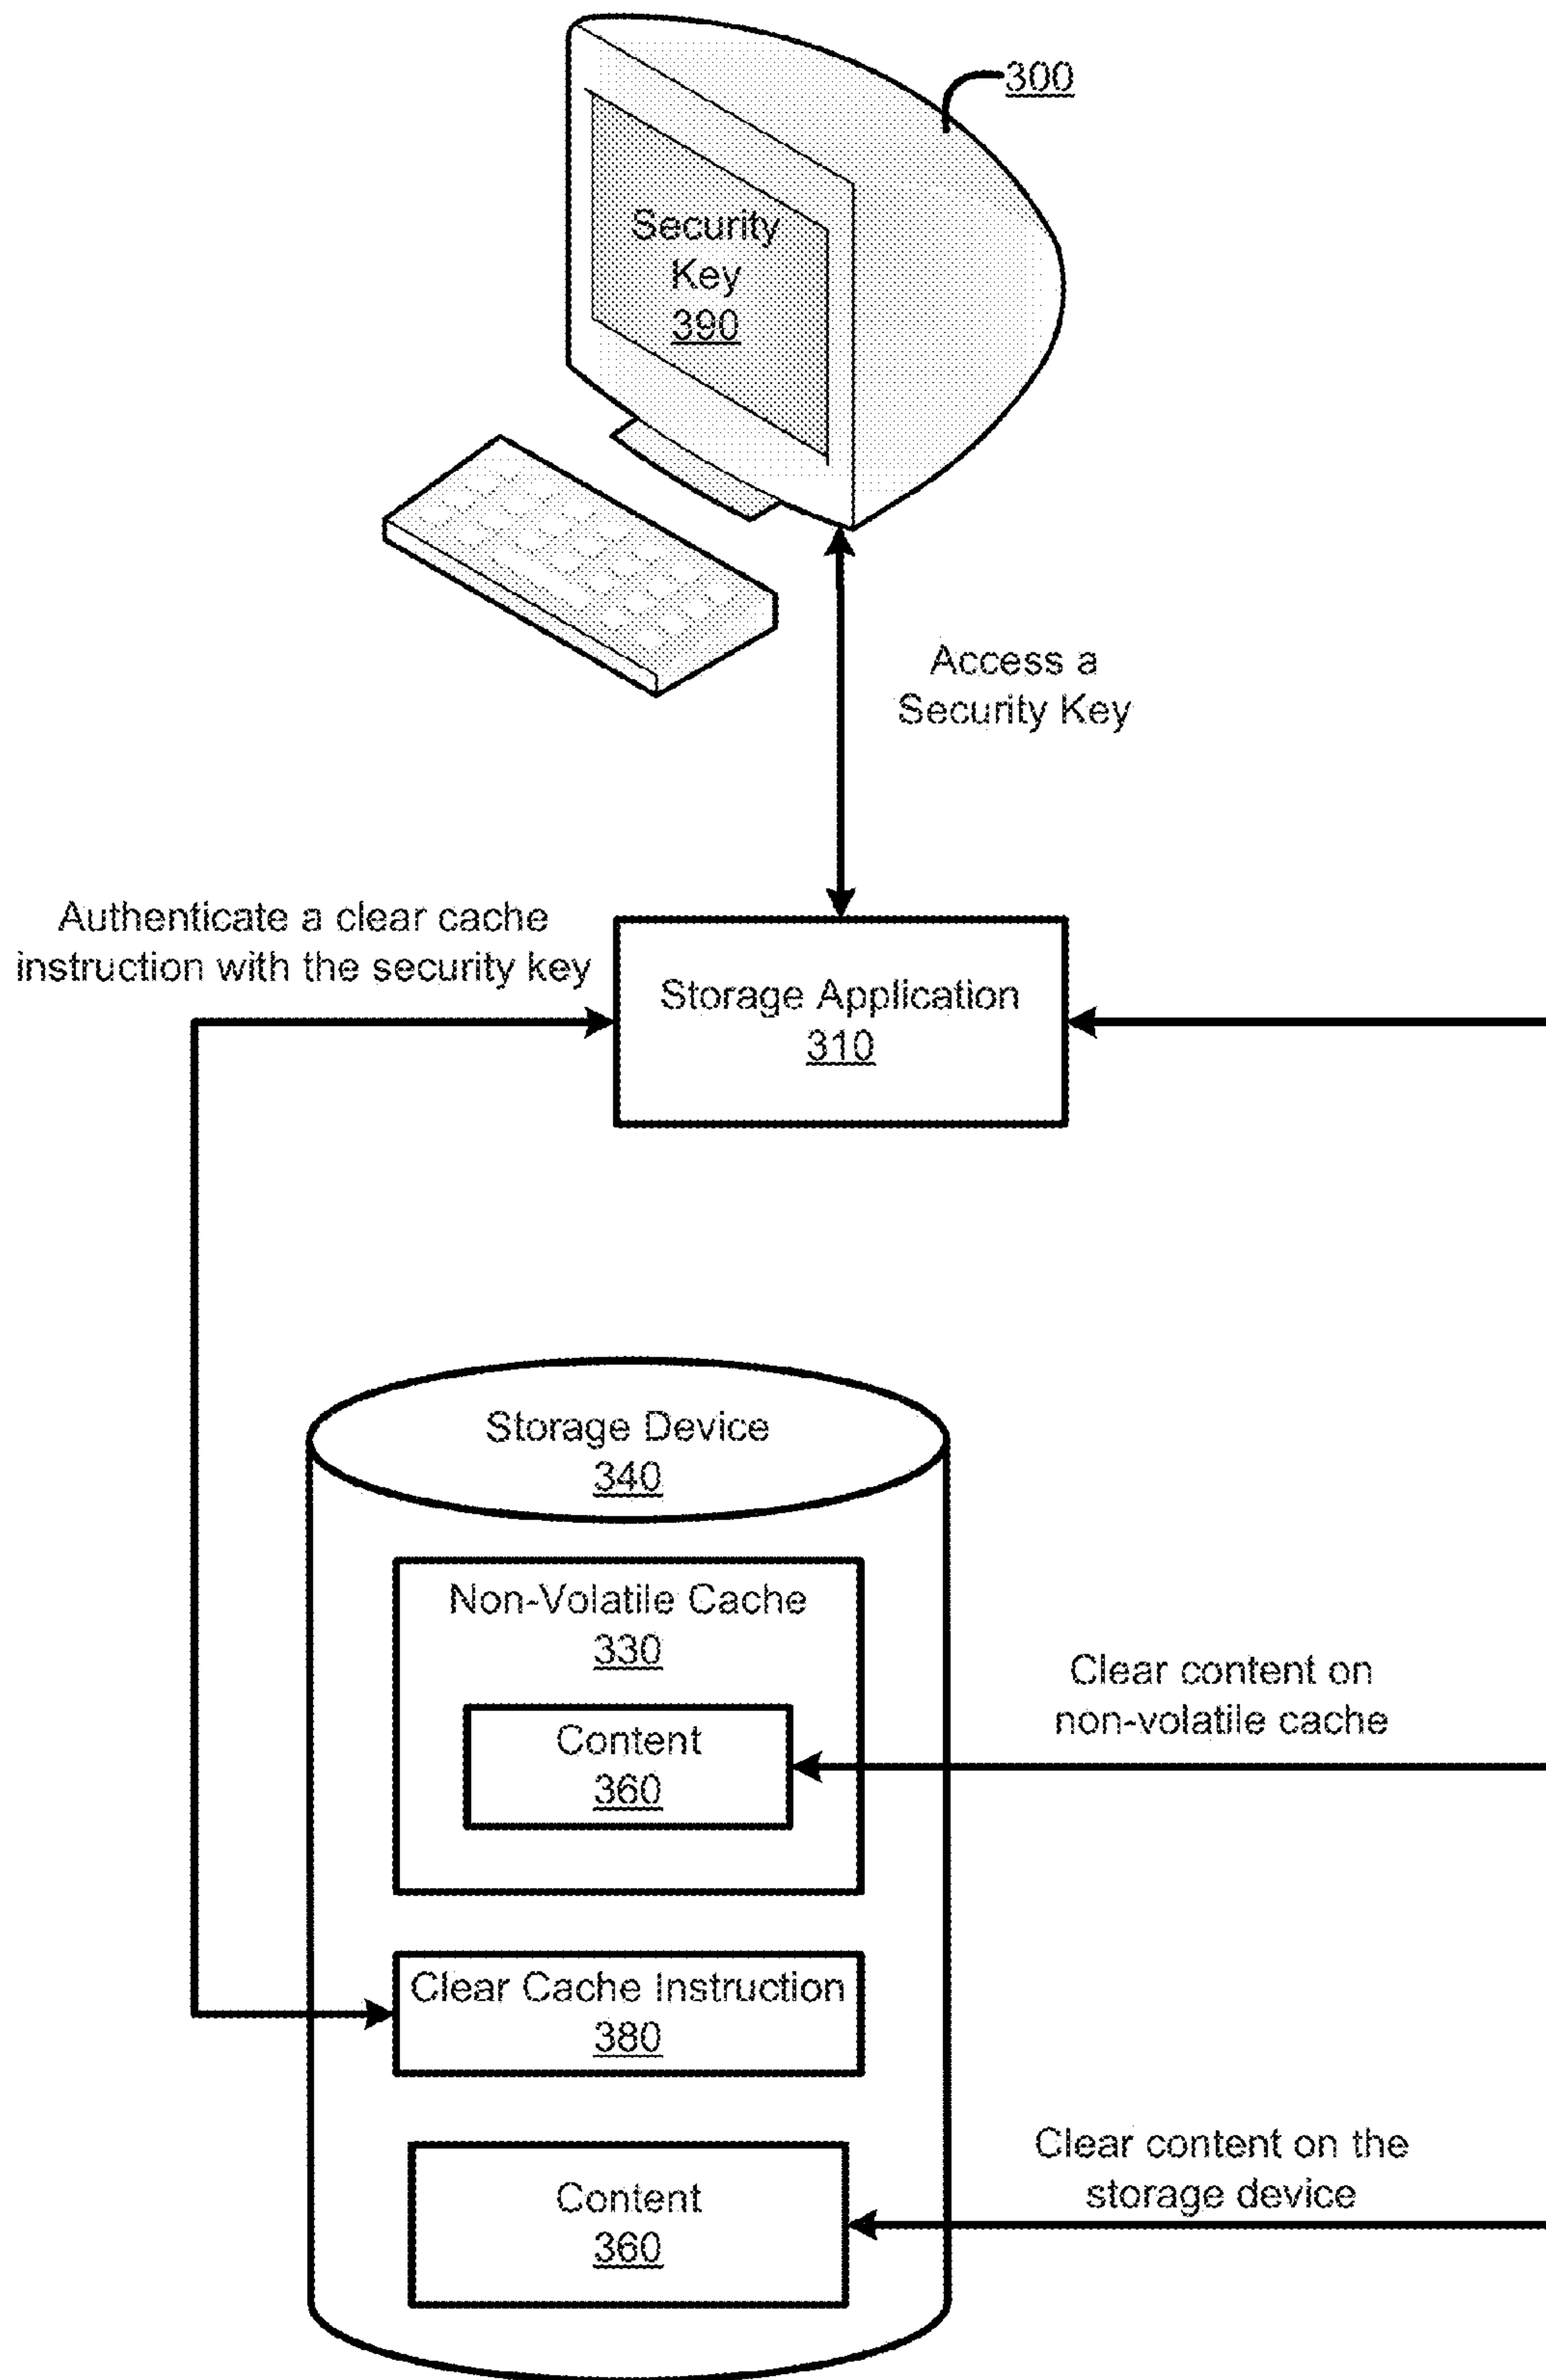 300
Security
Key
390
Access a
Security Key
Authenticate a clear cache
instruction with the security key
Storage Application
310
Storage Device
340
Non-Volatile Cache
330
Content
360
Clear content on
non-volatile cache
Clear Cache Instruction
380
Content
360
Clear content on the
storage device